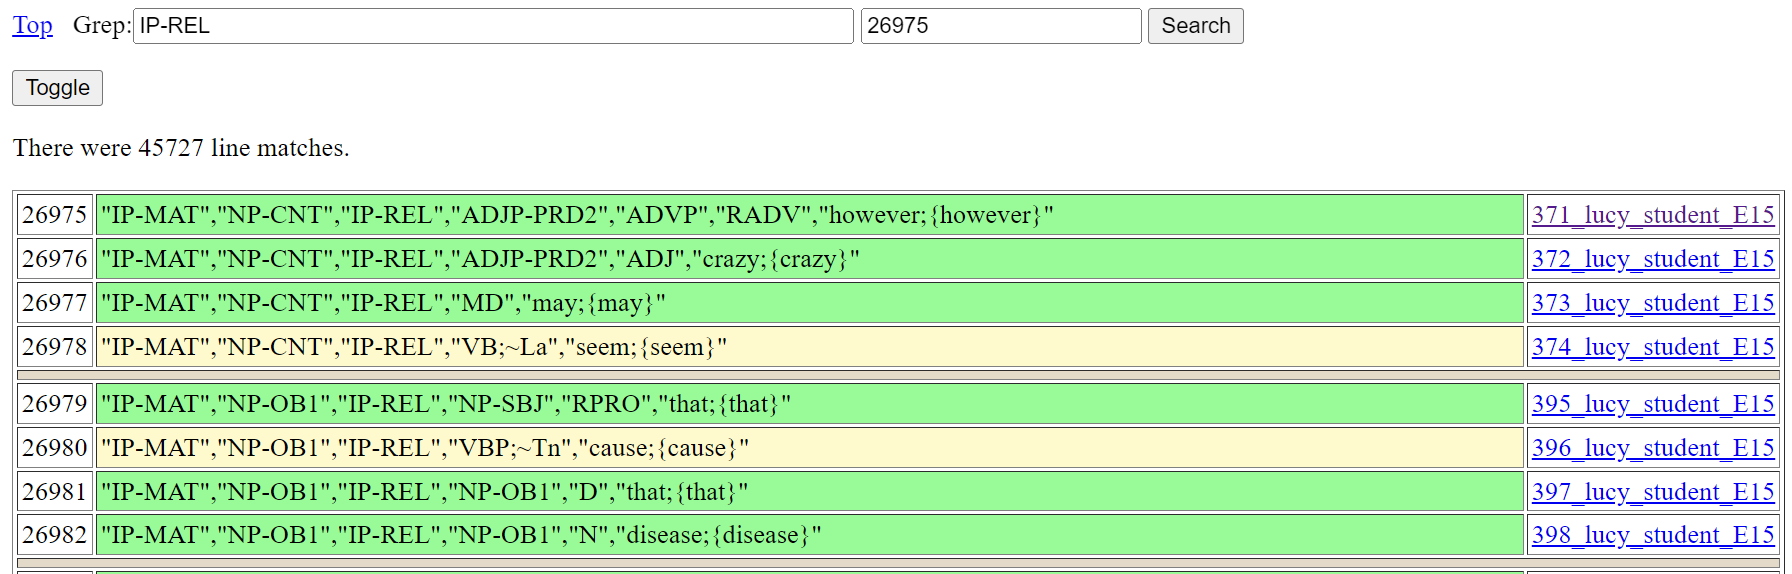 Top Grep: IP-REL 26975 Search
Toggle
There were 45727 line matches.
26975 "IP-MAT","NP-CNT","IP-REL","ADJP-PRD2","ADVP","RADV","however;{however}" 371_lucy_student_E15
26976 "IP-MAT","NP-CNT","IP-REL","ADJP-PRD2","ADJ","crazy;{crazy}" 372_lucy_student_E15
26977 "IP-MAT","NP-CNT","IP-REL","MD","may;{may}" 373_lucy_student_E15
26978 "IP-MAT","NP-CNT","IP-REL","VB;~La","seem;{seem}" 374_lucy_student_E15
26979 "IP-MAT","NP-OB1","IP-REL","NP-SBJ","RPRO","that;{that}" 395_lucy_student_E15
26980 "IP-MAT","NP-OB1","IP-REL","VBP;~Tn","cause;{cause}" 396_lucy_student_E15
26981 "IP-MAT","NP-OB1","IP-REL","NP-OB1","D","that;{that}" 397_lucy_student_E15
26982 "IP-MAT","NP-OB1","IP-REL","NP-OB1","N","disease;{disease}" 398_lucy_student_E15